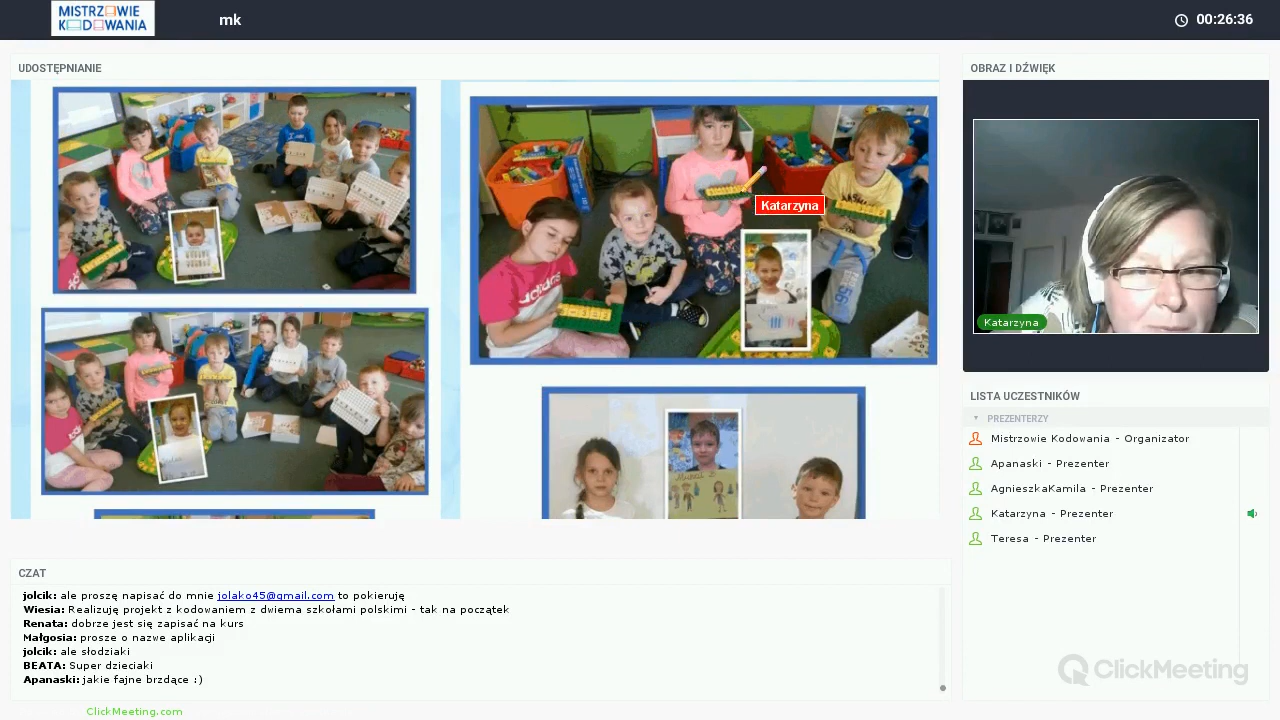 MISTRZOWIE
KODOWANIA
mk
00:26:36
UDOSTĘPNIANIE
Katarzyna
OBRAZ I DŹWIĘK
Katarzyna
LISTA UCZESTNIKÓW
PREZENTERZY
Mistrzowie Kodowania - Organizator
Apanaski - Prezenter
AgnieszkaKamila - Prezenter
Katarzyna - Prezenter
Teresa - Prezenter
CZAT
jolcik: ale proszę napisać do mnie jolako45@gmail.com to pokieruję
Wiesia: Realizuję projekt z kodowaniem z dwiema szkołami polskimi - tak na początek
Renata: dobrze jest się zapisać na kurs
Małgosia: prosze o nazwe aplikacji
jolcik: ale słodziaki
BEATA: Super dzieciaki
Apanaski: jakie fajne brzdące :)
ClickMeeting
ClickMeeting.com